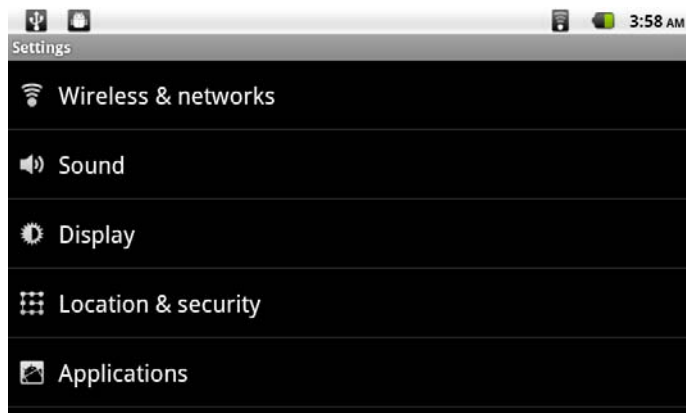 3:58 AM
Settings
Wireless & networks
Sound
Display
Location & security
Applications